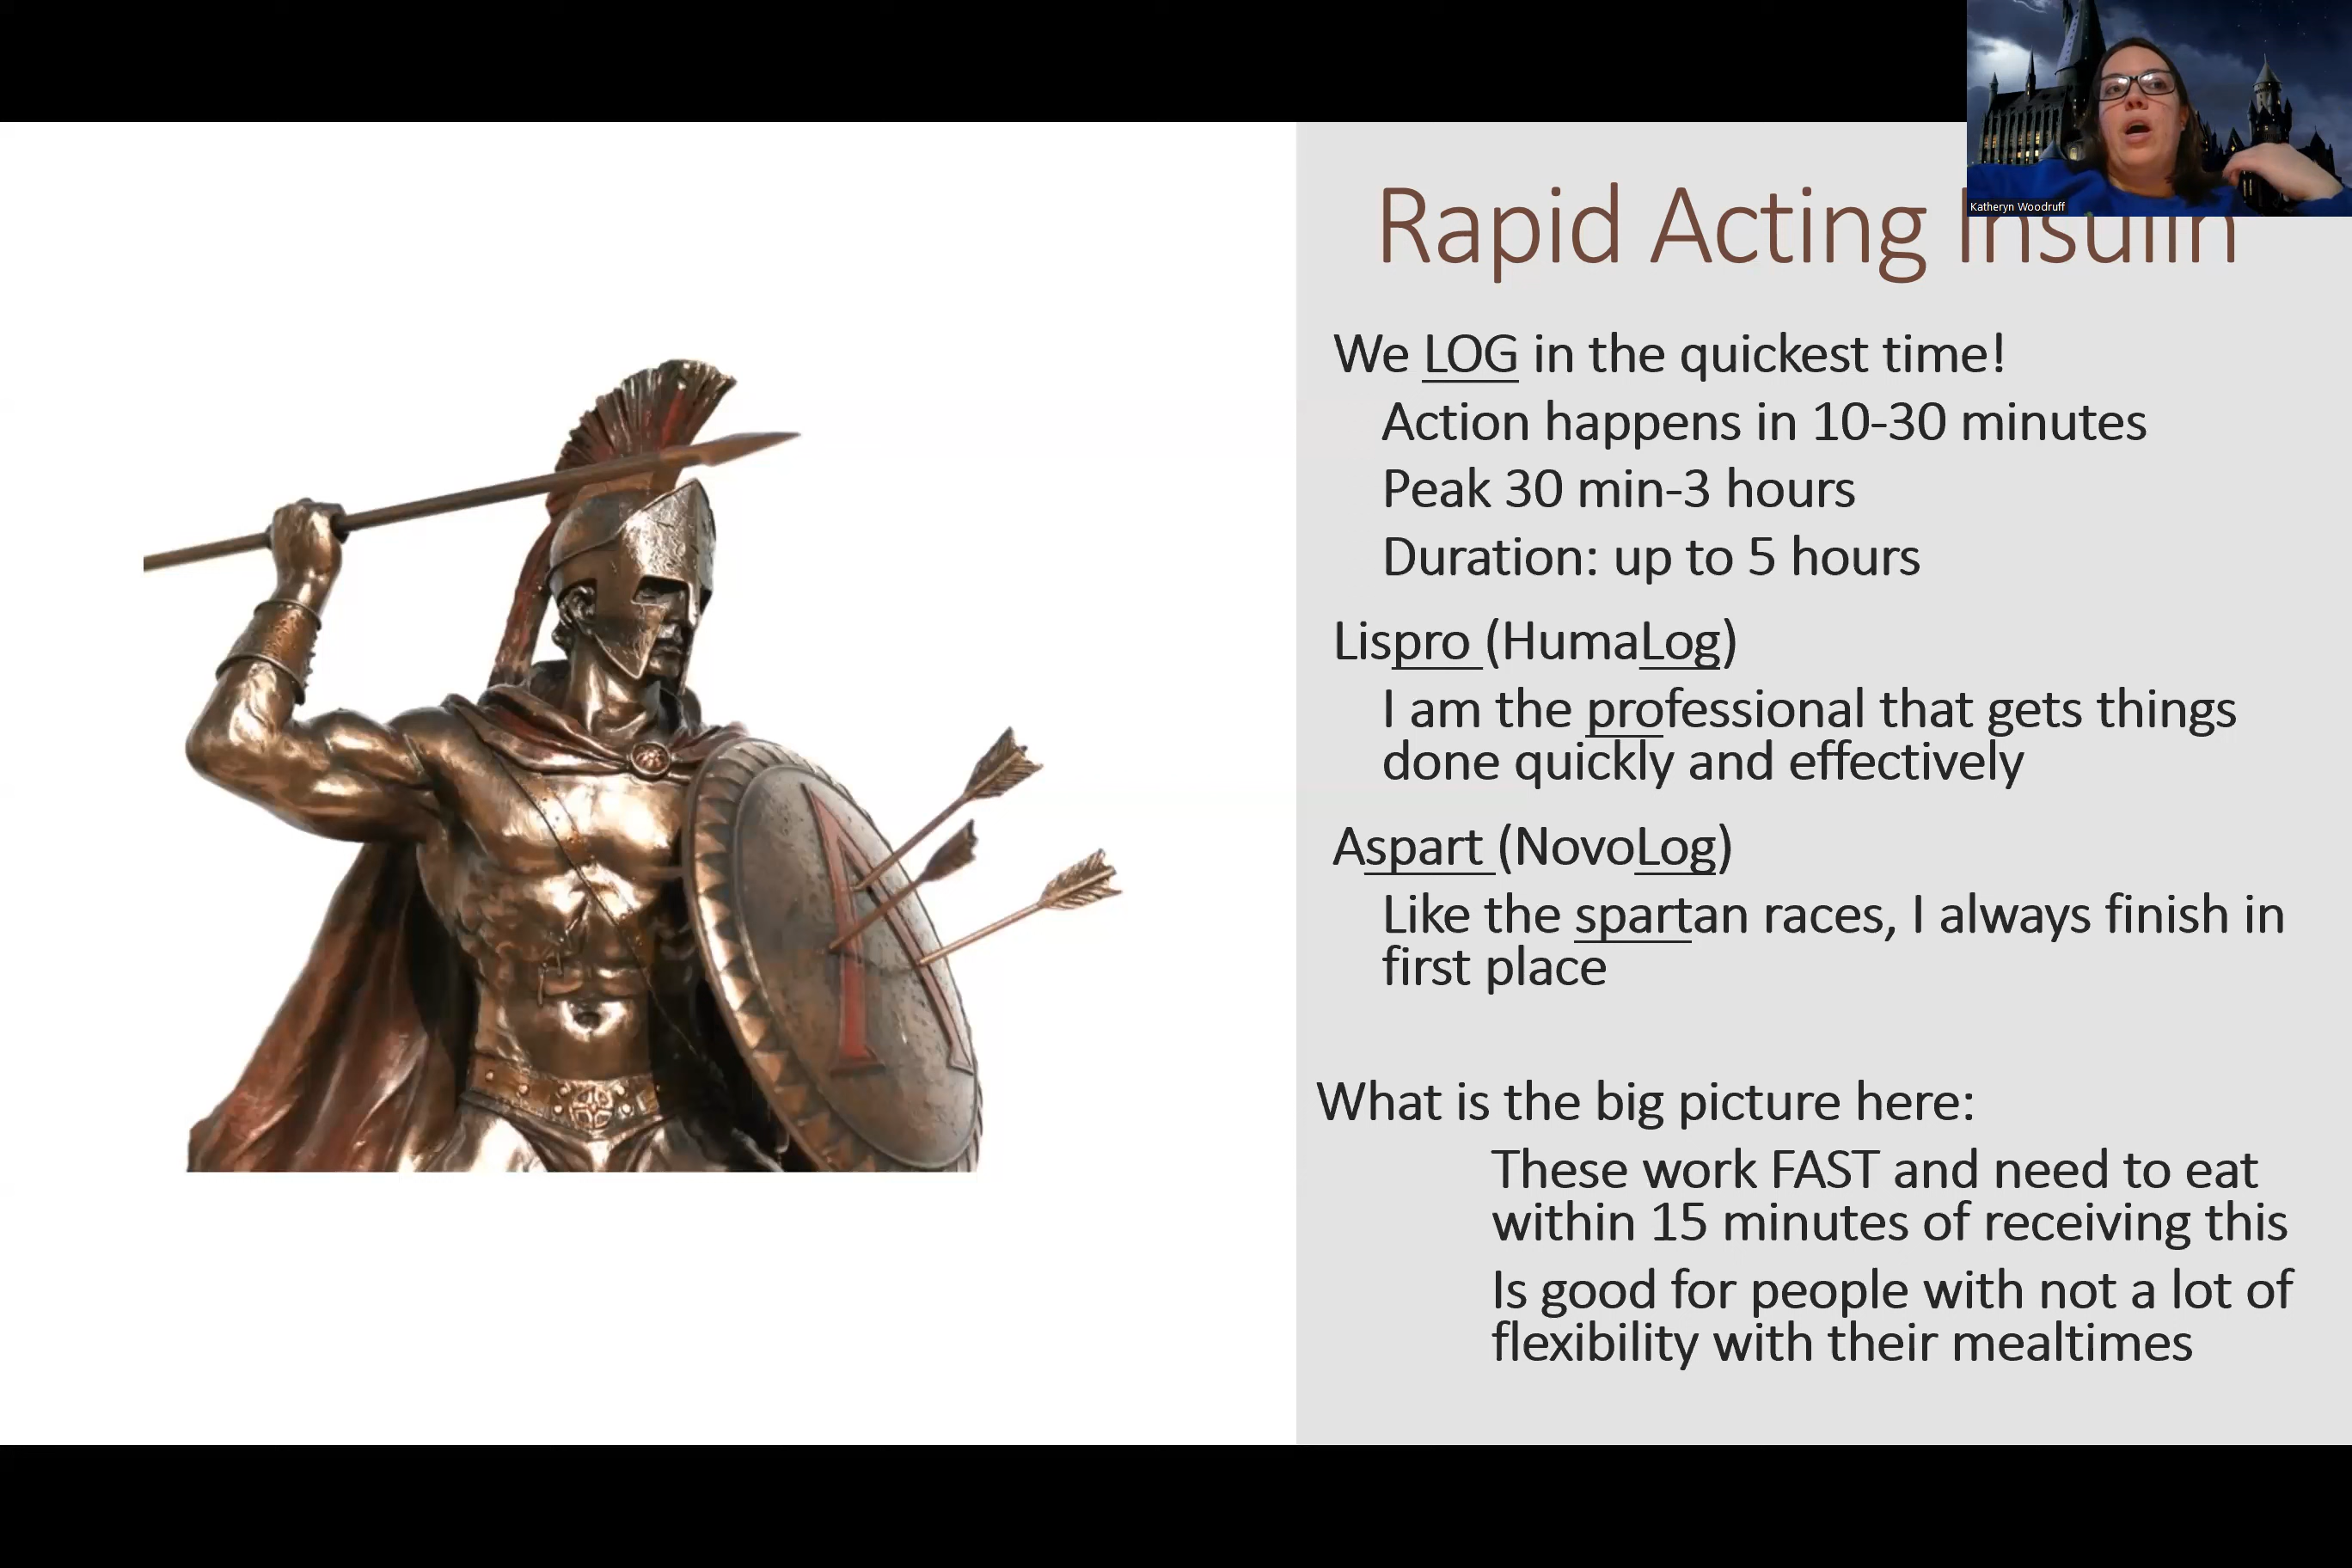 Katheryn Woodruff
Rapid Acting Insulin
We LOG in the quickest time!
Action happens in 10-30 minutes
Peak 30 min-3 hours
Duration: up to 5 hours
Lispro (HumaLog)
I am the professional that gets things
done quickly and effectively
Aspart (NovoLog)
Like the spartan races, I always finish in
first place
What is the big picture here:
These work FAST and need to eat
within 15 minutes of receiving this
Is good for people with not a lot of
flexibility with their mealtimes